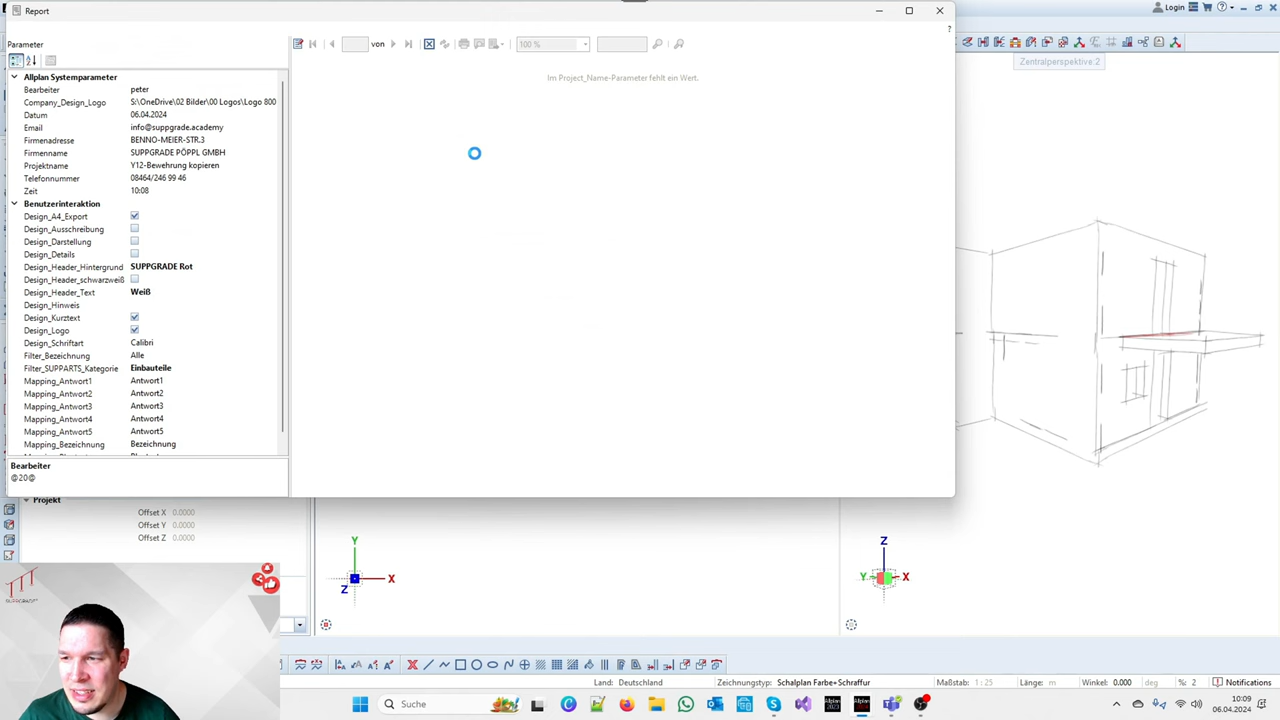 Report
Login
Parameter
von
100 %
Zentralperspektive:2
Allplan Systemparameter
Im Project_Name-Parameter fehlt ein Wert.
Bearbeiter peter
Company_Design_Logo S:\OneDrive\02 Bilder\00 Logos\Logo 800
Datum 06.04.2024
Email info@suppgrade.academy
Firmenadresse BENNO-MEIER-STR.3
Firmenname SUPPGRADE PÖPPL GMBH
Projektname Y12-Bewehrung kopieren
Telefonnummer 08464/246 99 46
Zeit 10:08
Benutzerinteraktion
Design_A4_Export
Design_Ausschreibung
Design_Darstellung
Design_Details
Design_Header_Hintergrund SUPPGRADE Rot
Design_Header_schwarzweiß
Design_Header_Text Weiß
Design_Hinweis
Design_Kurztext
Design_Logo
Design_Schriftart Calibri
Filter_Bezeichnung Alle
Filter_SUPPARTS_Kategorie Einbauteile
Mapping_Antwort1 Antwort1
Mapping_Antwort2 Antwort2
Mapping_Antwort3 Antwort3
Mapping_Antwort4 Antwort4
Mapping_Antwort5 Antwort5
Mapping_Bezeichnung Bezeichnung
Bearbeiter
@20@
Projekt
Offset X 0.0000
Offset Y 0.0000
Offset Z 0.0000
Y
X
Z
Z
Y
X
SUPPGRADE
Land: Deutschland
Zeichnungstyp: Schalplan Farbe+Schraffur
Maßstab: 1 : 25
Länge: m
Winkel: 0.000 deg
%: 2
Notifications
Suche
10:09
06.04.2024